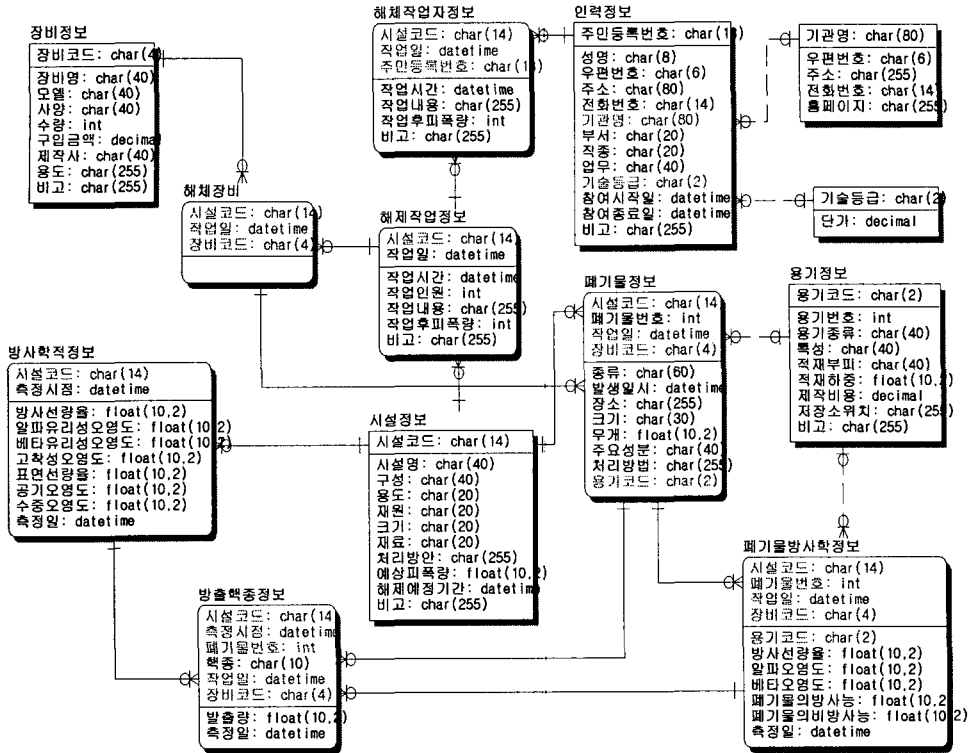 장비정보
장비코드: char(4)
장비명: char(40)
모델: char(40)
사양: char(40)
수량: int
구입금액: decimal
제작사: char(40)
용도: char(255)
비고: char(255)
해체작업자정보
시설코드: char(14)
작업일: datetime
주민등록번호: char(13)
작업시간: datetime
작업내용: char(255)
작업후피폭량: int
비고: char(255)
인력정보
주민등록번호: char(13)
성명: char(8)
우편번호: char(6)
주소: char(80)
전화번호: char(14)
기관명: char(80)
부서: char(20)
직종: char(20)
업무: char(40)
기술등급: char(2)
참여시작일: datetime
참여종료일: datetime
비고: char(255)
기관명: char(80)
우편번호: char(6)
주소: char(255)
전화번호: char(14)
홈페이지: char(255)
기술등급: char(2)
단가: decimal
해체장비
시설코드: char(14)
작업일: datetime
장비코드: char(4)
해제작업정보
시설코드: char(14)
작업일: datetime
작업시간: datetime
작업인원: int
작업내용: char(255)
작업후피폭량: int
비고: char(255)
폐기물정보
시설코드: char(14
폐기물번호: int
작업일: datetime
장비코드: char(4)
종류: char(60)
발생일시: datetime
장소: char(255)
크기: char(30)
무게: float(10,2)
주요성분: char(40
처리방법: char(255)
용기코드: char(2)
용기정보
용기코드: char(2)
용기번호: int
용기종류: char(40)
특성: char(40)
적재부피: char(40)
적재하중: float(10,2)
제작비용: decimal
저장소위치: char(255)
비고: char(255)
방사학적정보
시설코드: char(14)
측정시점: datetime
방사선량율: float(10,2)
알파유리성오염도: float(10,2)
베타유리성오염도: float(10,2)
고착성오염도: float(10,2)
표면선량율: float(10,2)
공기오염도: float(10,2)
수중오염도: float(10,2)
측정일: datetime
시설정보
시설코드: char(14)
시설명: char(40)
구성: char(40)
용도: char(20)
재원: char(20)
크기: char(20)
재료: char(20)
처리방안: char(255)
예상피폭량: float(10,2)
해제예정기간: datetime
비고: char(255)
방출핵종정보
시설코드: char(14
측정시점: datetime
폐기물번호: int
핵종: char(10)
작업일: datetime
장비코드: char(4)
발출량: float(10,2)
측정일: datetime
폐기물방사학정보
시설코드: char(14)
폐기물번호: int
작업일: datetime
장비코드: char(4)
용기코드: char(2)
방사선량율: float(10,2)
알파오염도: float(10,2)
베타오염도: float(10,2)
폐기물의방사능: float(10,2
폐기물의비방사능: float(10,2)
측정일: datetime